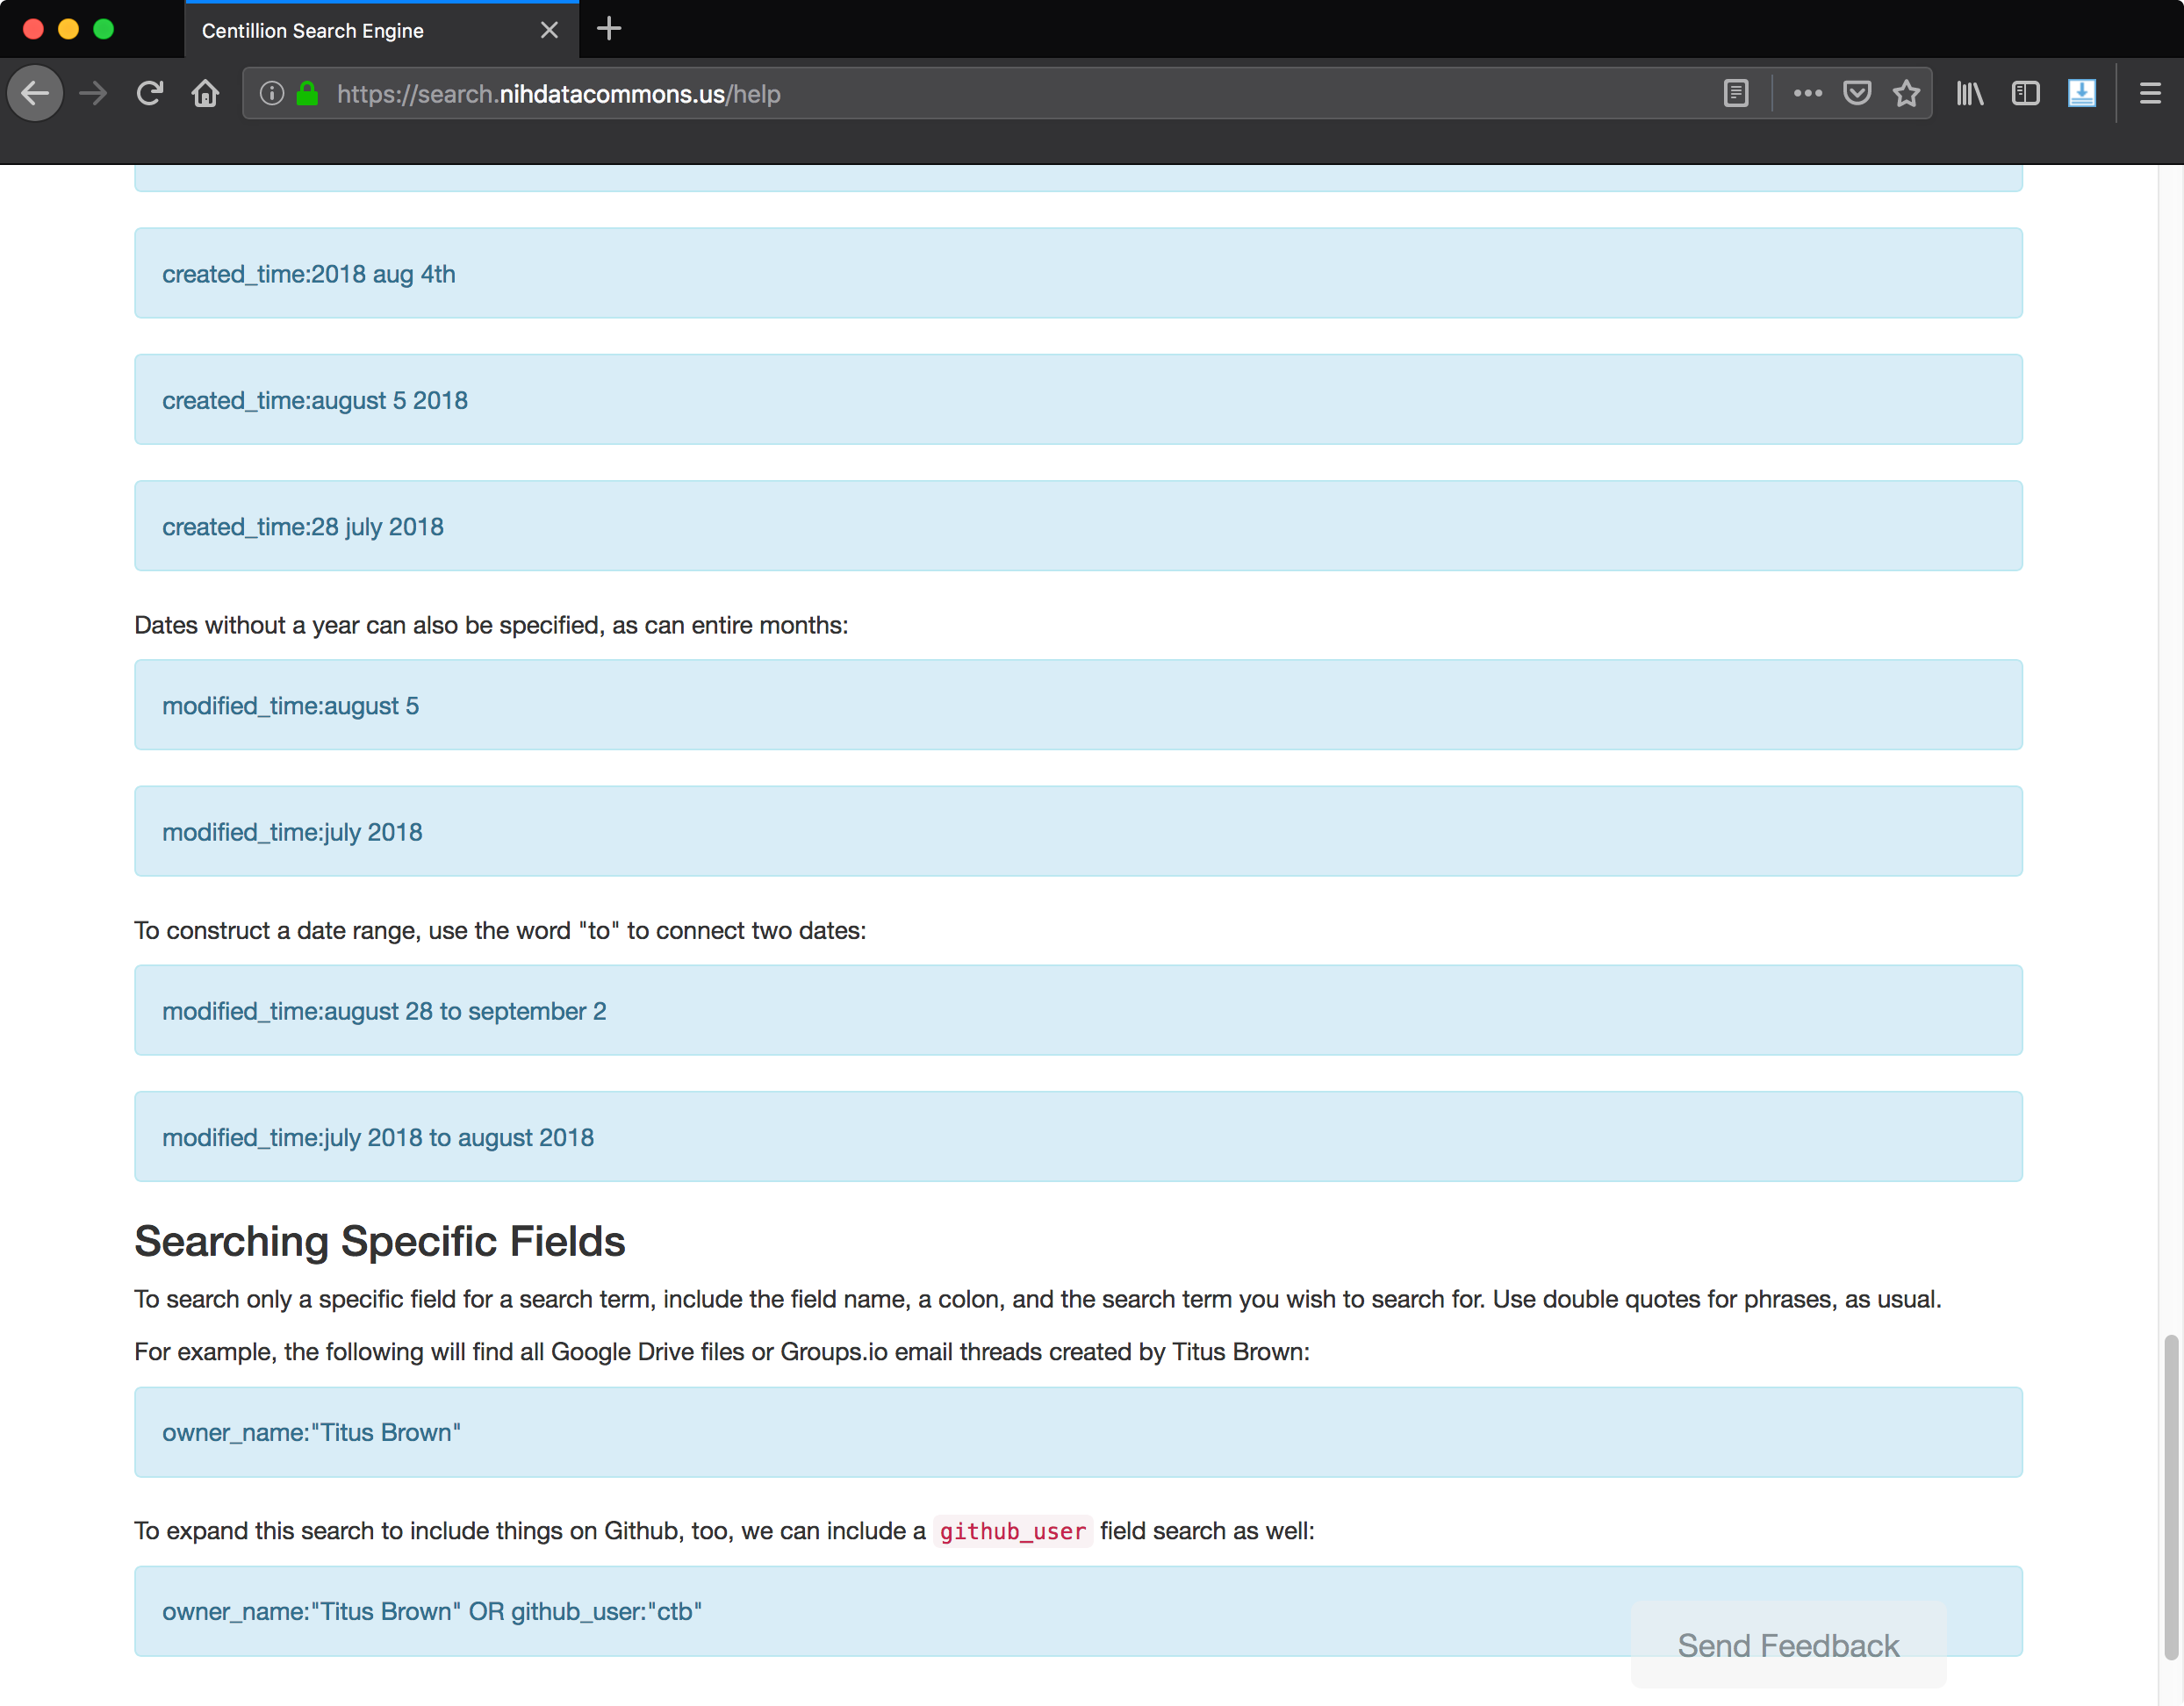 Centillion Search Engine
https://search.nihdatacommons.us/help
created_time:2018 aug 4th
created_time:august 5 2018
created_time:28 july 2018
Dates without a year can also be specified, as can entire months:
modified_time:august 5
modified_time:july 2018
To construct a date range, use the word "to" to connect two dates:
modified_time:august 28 to september 2
modified_time:july 2018 to august 2018
Searching Specific Fields
To search only a specific field for a search term, include the field name, a colon, and the search term you wish to search for. Use double quotes for phrases, as usual.
For example, the following will find all Google Drive files or Groups.io email threads created by Titus Brown:
owner_name:"Titus Brown"
To expand this search to include things on Github, too, we can include a github_user field search as well:
owner_name:"Titus Brown" OR github_user:"ctb"
Send Feedback